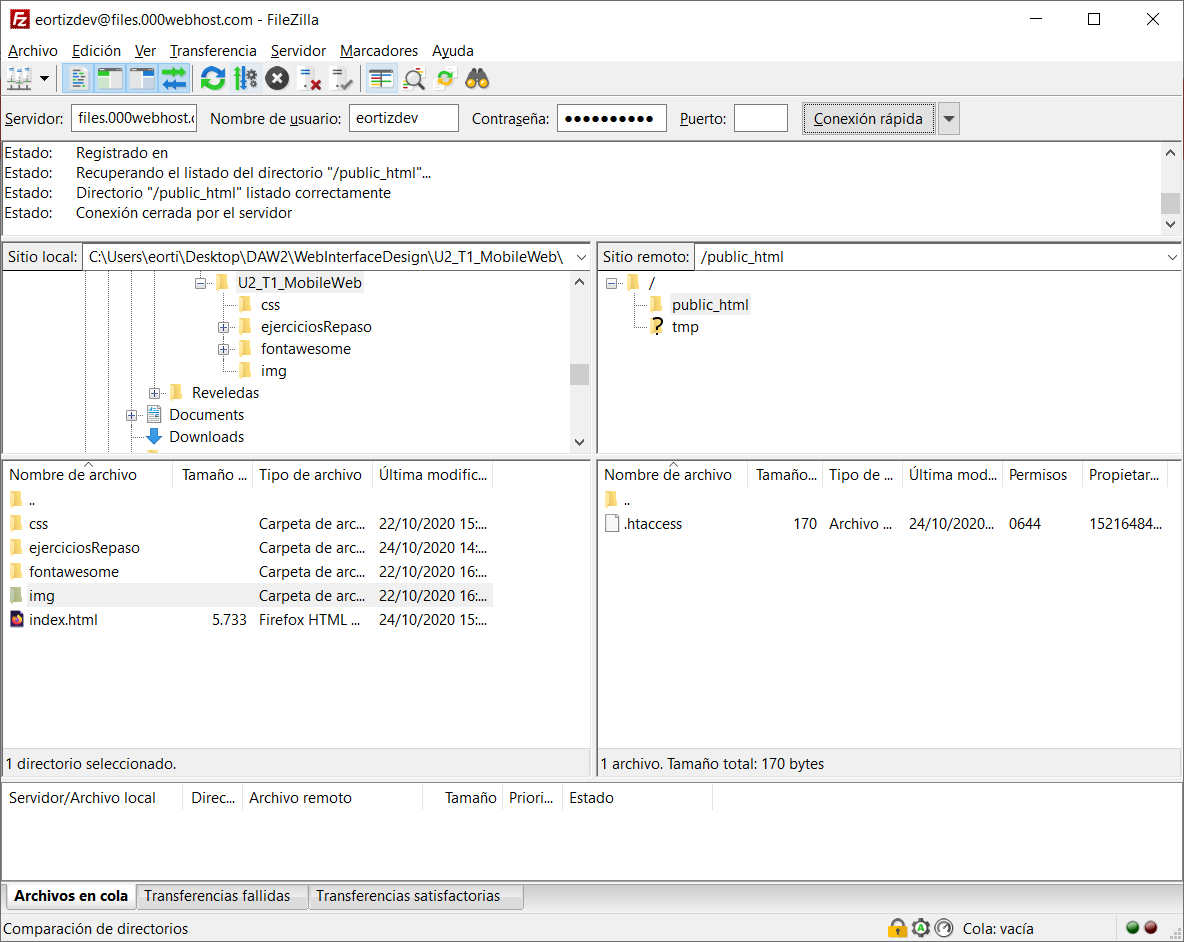 eortizdev@files.000webhost.com - FileZilla
Archivo Edición Ver Transferencia Servidor Marcadores Ayuda
Servidor: files.000webhost.c Nombre de usuario: eortizdev Contraseña: ●●●●●●●●●● Puerto: Conexión rápida
Estado: Registrado en
Estado: Recuperando el listado del directorio "/public_html"...
Estado: Directorio "/public_html" listado correctamente
Estado: Conexión cerrada por el servidor
Sitio local: C:\Users\eorti\Desktop\DAW2\WebInterfaceDesign\U2_T1_MobileWeb\
U2_T1_MobileWeb
css
ejerciciosRepaso
fontawesome
img
Reveledas
Documents
Downloads
Sitio remoto: /public_html
/
public_html
? tmp
Nombre de archivo Tamaño ... Tipo de archivo Última modific...
..
css Carpeta de arc... 22/10/2020 15:...
ejerciciosRepaso Carpeta de arc... 24/10/2020 14:...
fontawesome Carpeta de arc... 22/10/2020 16:...
img Carpeta de arc... 22/10/2020 16:...
index.html 5.733 Firefox HTML ... 24/10/2020 15:...
1 directorio seleccionado.
Nombre de archivo Tamaño... Tipo de ... Última mod... Permisos Propietar...
..
.htaccess 170 Archivo ... 24/10/2020... 0644 15216484...
1 archivo. Tamaño total: 170 bytes
Servidor/Archivo local Direc... Archivo remoto Tamaño Priori... Estado
Archivos en cola Transferencias fallidas Transferencias satisfactorias
Comparación de directorios Cola: vacía